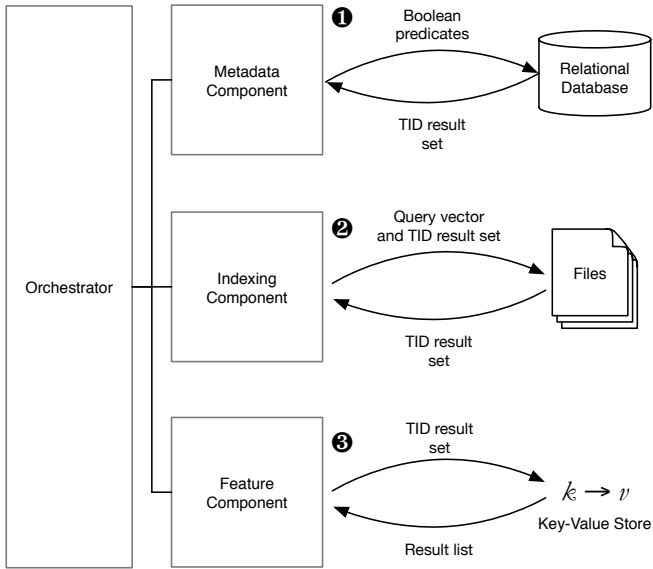 Orchestrator
Metadata
Component
❶
Boolean
predicates
TID result
set
Relational
Database
Indexing
Component
❷
Query vector
and TID result set
TID result
set
Files
Feature
Component
❸
TID result
set
Result list
k → v
Key-Value Store